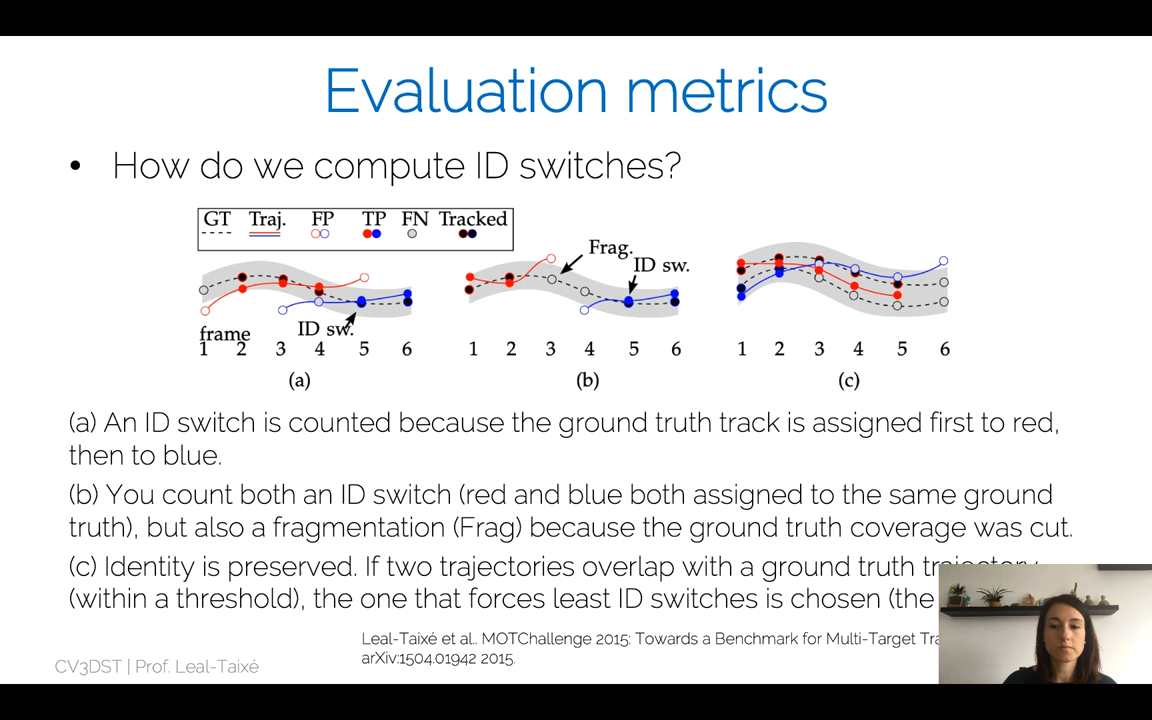 Evaluation metrics
• How do we compute ID switches?
GT Traj. FP TP FN Tracked
Frag.
ID sw.
ID sw.
frame
1 2 3 4 5 6
1 2 3 4 5 6
1 2 3 4 5 6
(a)
(b)
(c)
(a) An ID switch is counted because the ground truth track is assigned first to red,
then to blue.
(b) You count both an ID switch (red and blue both assigned to the same ground
truth), but also a fragmentation (Frag) because the ground truth coverage was cut.
(c) Identity is preserved. If two trajectories overlap with a ground truth trajectory
(within a threshold), the one that forces least ID switches is chosen (the
Leal-Taixé et al.. MOTChallenge 2015: Towards a Benchmark for Multi-Target
arXiv:1504.01942 2015.
CV3DST | Prof. Leal-Taixé